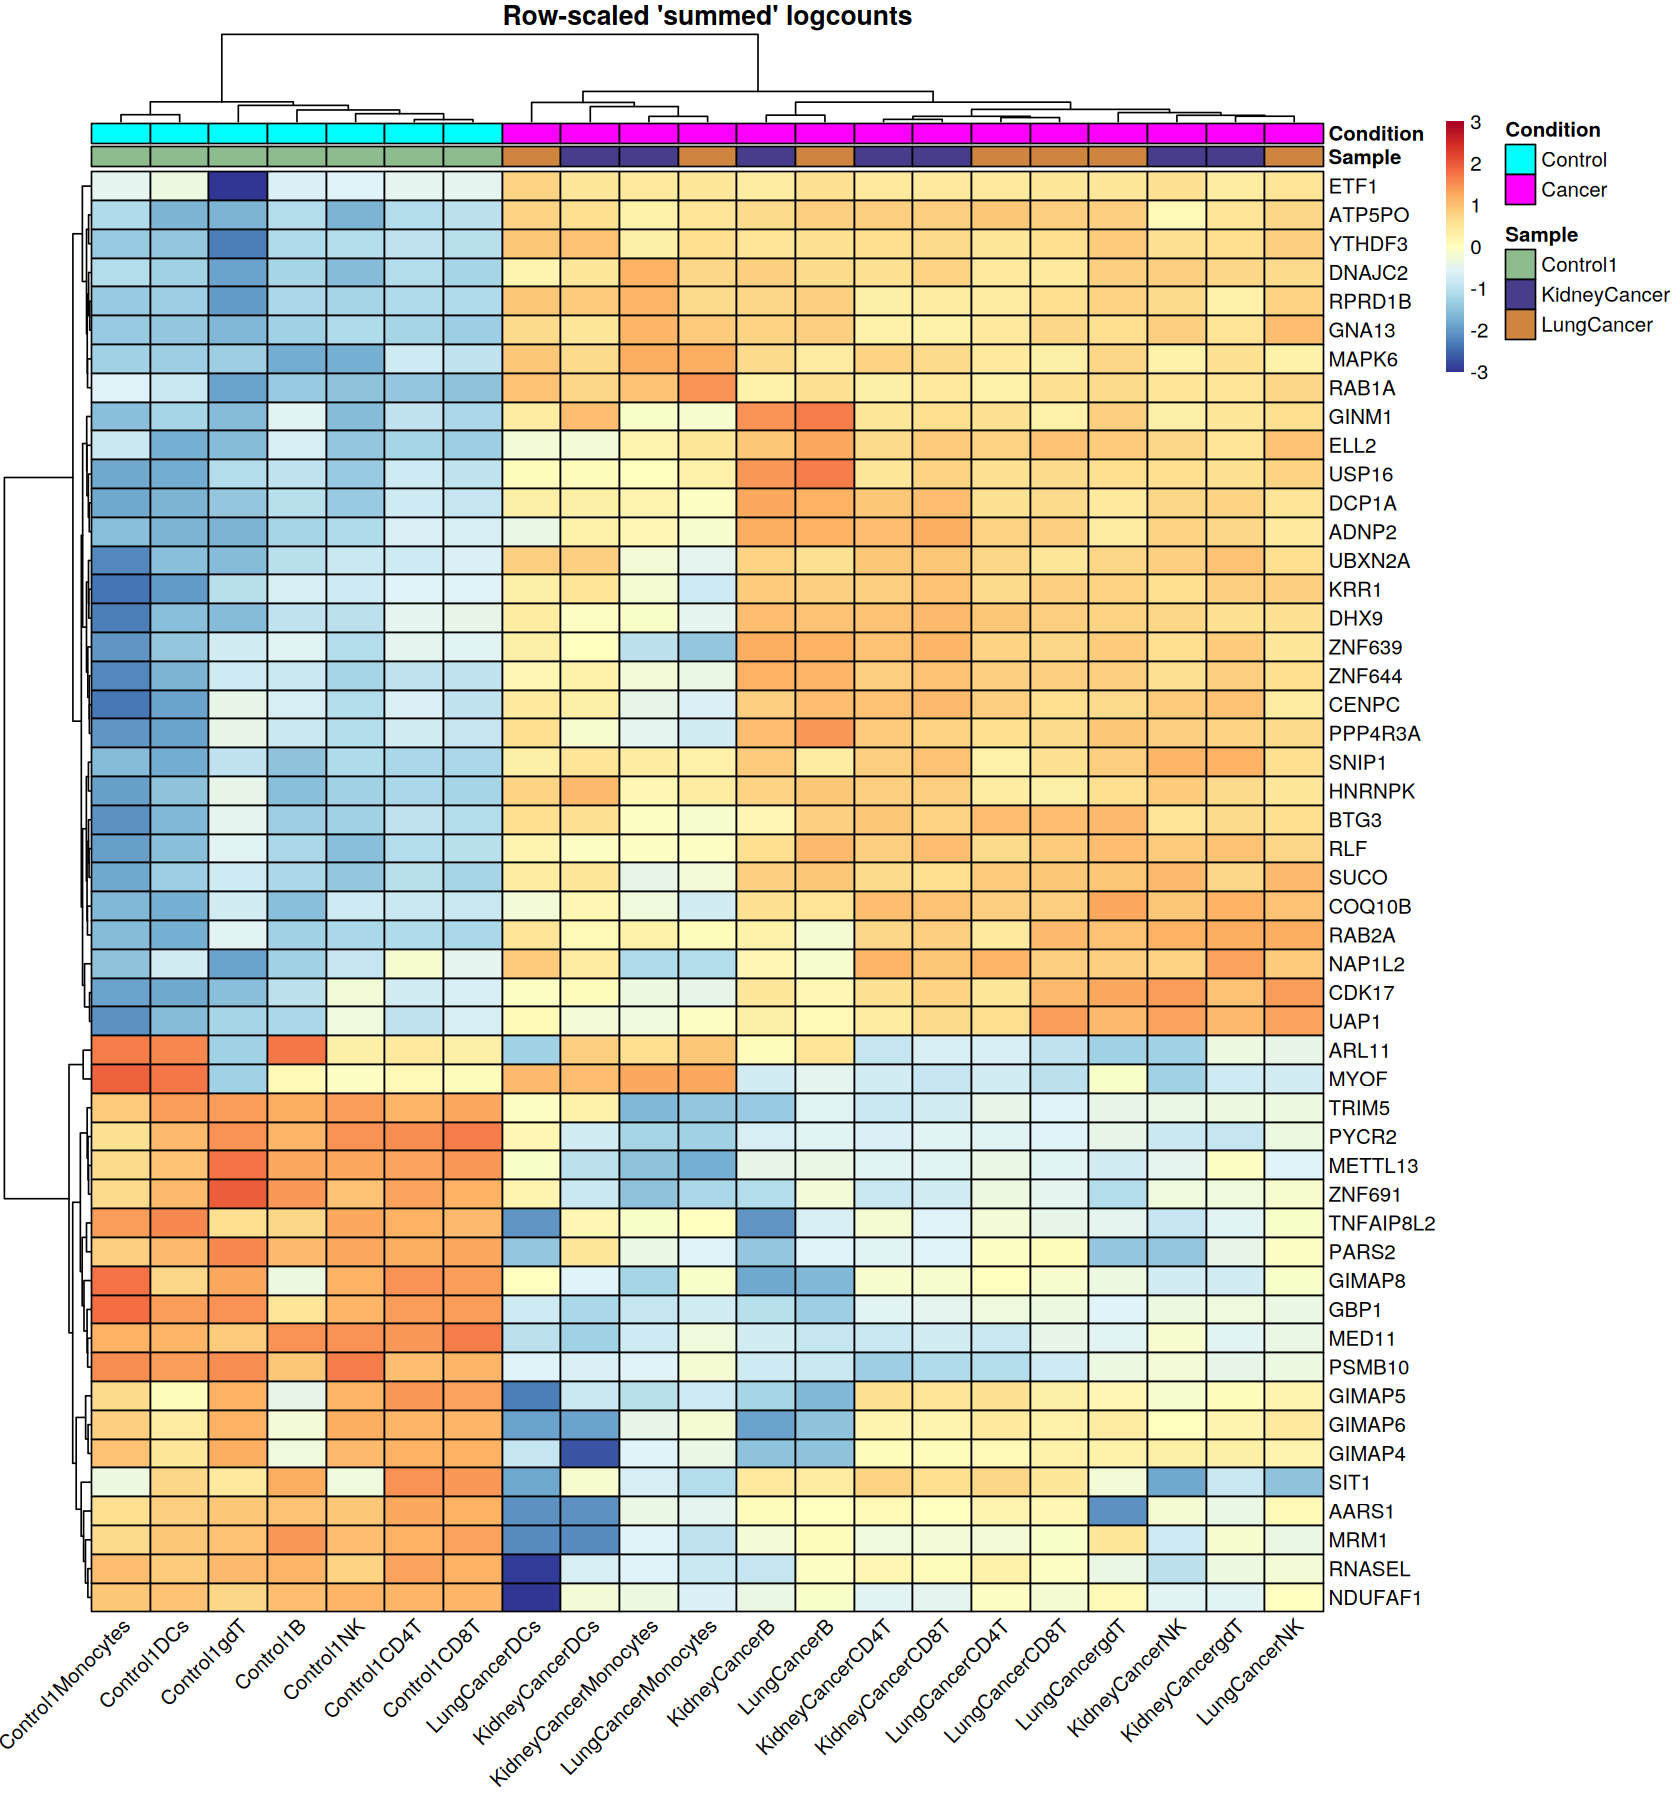 Row-scaled 'summed' logcounts
Condition
Sample
ETF1
ATP5PO
YTHDF3
DNAJC2
RPRD1B
GNA13
MAPK6
RAB1A
GINM1
ELL2
USP16
DCP1A
ADNP2
UBXN2A
KRR1
DHX9
ZNF639
ZNF644
CENPC
PPP4R3A
SNIP1
HNRNPK
BTG3
RLF
SUCO
COQ10B
RAB2A
NAP1L2
CDK17
UAP1
ARL11
MYOF
TRIM5
PYCR2
METTL13
ZNF691
TNFAIP8L2
PARS2
GIMAP8
GBP1
MED11
PSMB10
GIMAP5
GIMAP6
GIMAP4
SIT1
AARS1
MRM1
RNASEL
NDUFAF1
Control1Monocytes
Control1DCs
Control1gdT
Control1B
Control1NK
Control1CD4T
Control1CD8T
LungCancerDCs
KidneyCancerDCs
KidneyCancerMonocytes
LungCancerMonocytes
KidneyCancerB
LungCancerB
KidneyCancerCD4T
KidneyCancerCD8T
LungCancerCD4T
LungCancerCD8T
LungCancergdT
KidneyCancerNK
KidneyCancergdT
LungCancerNK
3
2
1
0
-1
-2
-3
Condition
Control
Cancer
Sample
Control1
KidneyCancer
LungCancer